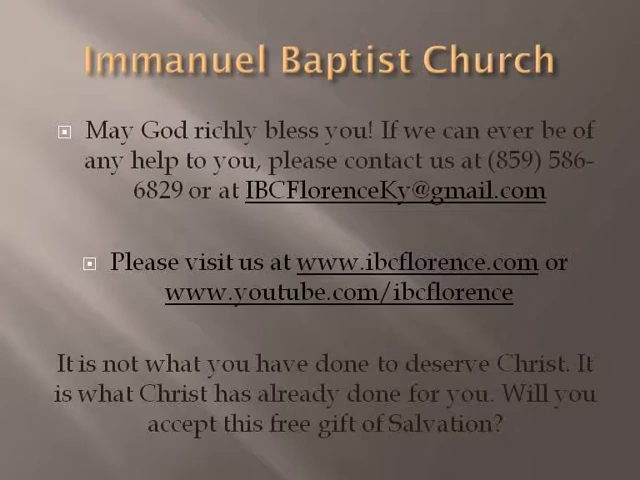 Immanuel Baptist Church
May God richly bless you! If we can ever be of
any help to you, please contact us at (859) 586-
6829 or at IBCFlorenceKy@gmail.com
Please visit us at www.ibcflorence.com or
www.youtube.com/ibcflorence
It is not what you have done to deserve Christ. It
is what Christ has already done for you. Will you
accept this free gift of Salvation?